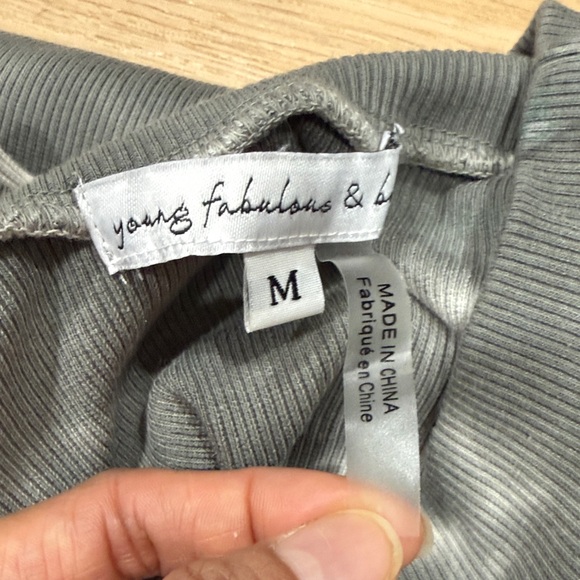 young fabulous &
M
MADE IN CHINA
Fabriqué en Chine